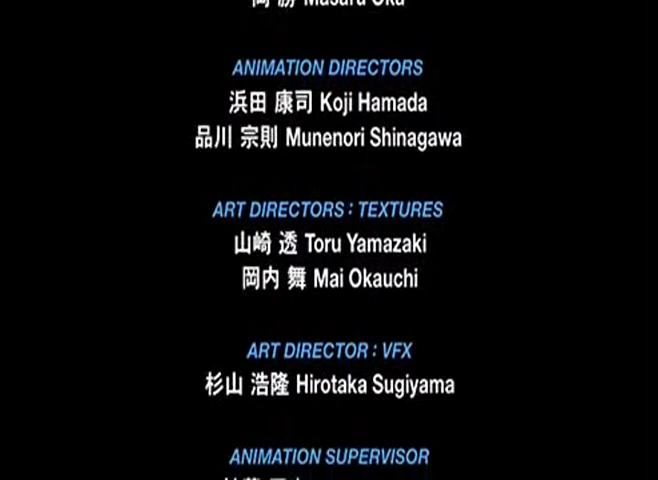 Masaru Oka
ANIMATION DIRECTORS
浜田 康司 Koji Hamada
品川 宗則 Munenori Shinagawa
ART DIRECTORS : TEXTURES
山崎 透 Toru Yamazaki
岡内 舞 Mai Okauchi
ART DIRECTOR : VFX
杉山 浩隆 Hirotaka Sugiyama
ANIMATION SUPERVISOR